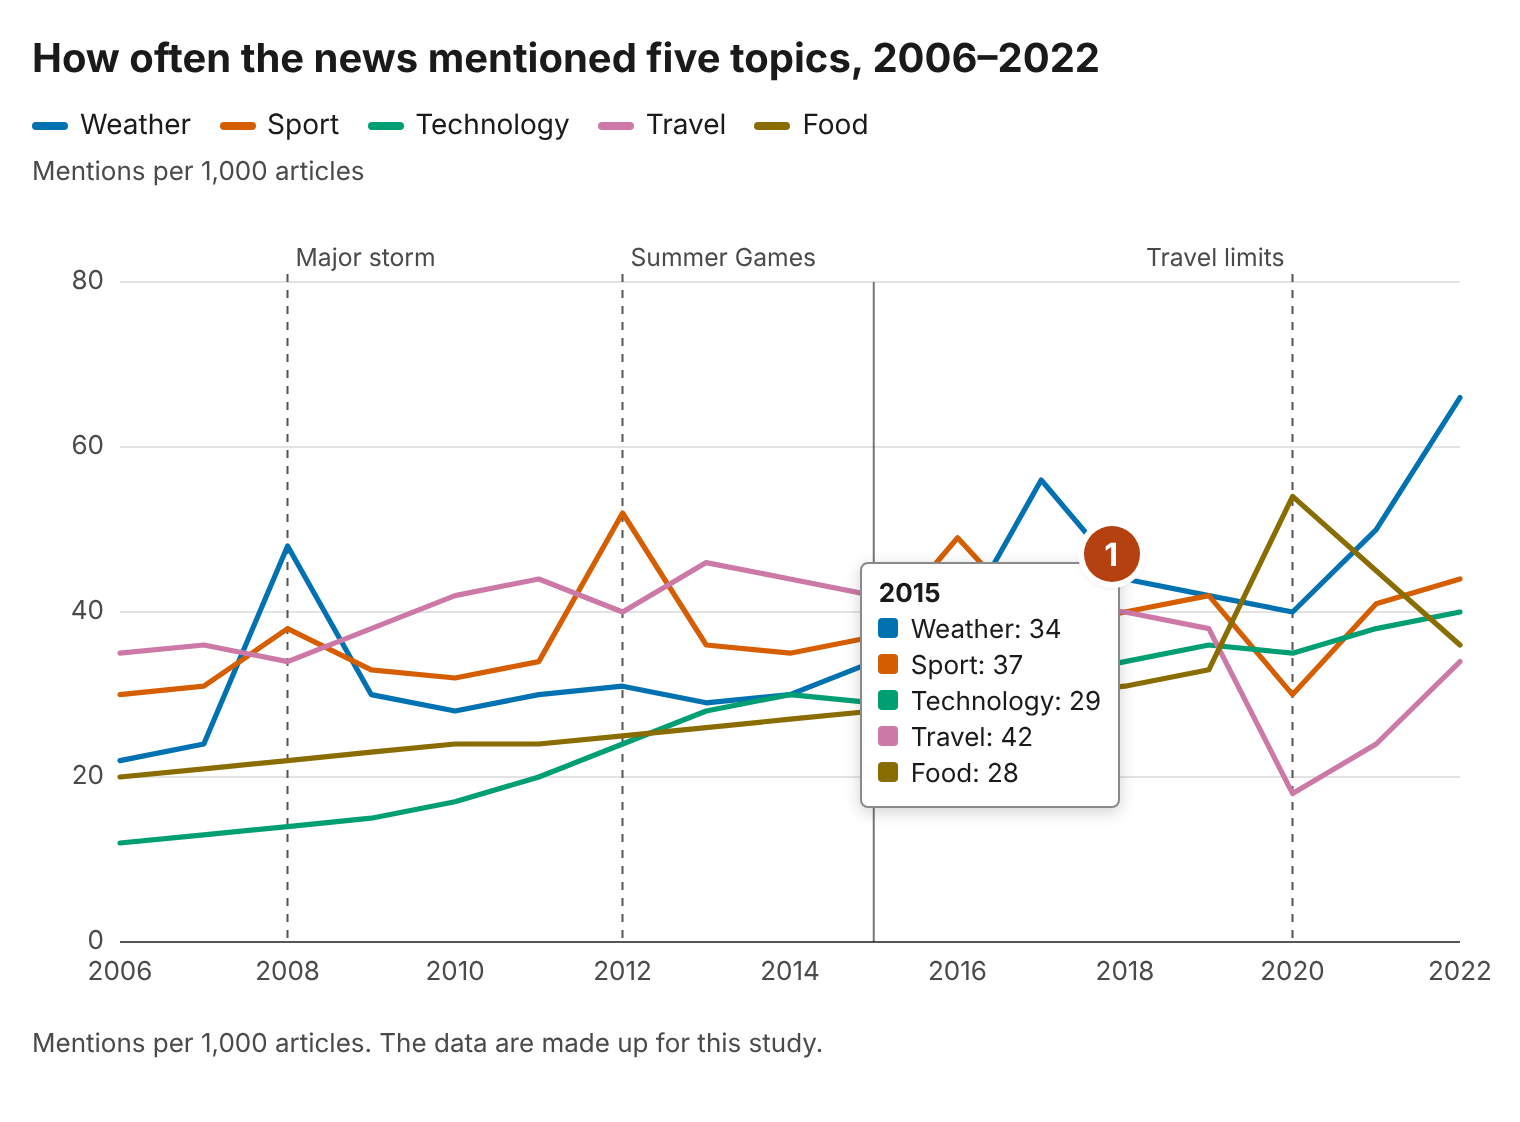 How often the news mentioned five topics, 2006–2022
Weather Sport Technology Travel Food
Mentions per 1,000 articles
Major storm Summer Games Travel limits
80
60
40
20
0
1
2015
Weather: 34
Sport: 37
Technology: 29
Travel: 42
Food: 28
2006 2008 2010 2012 2014 2016 2018 2020 2022
Mentions per 1,000 articles. The data are made up for this study.